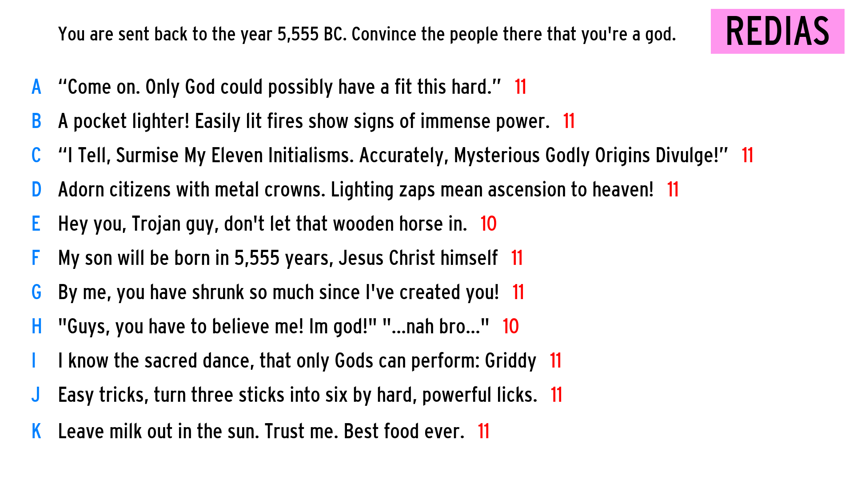 You are sent back to the year 5,555 BC. Convince the people there that you're a god.
REDIAS
A “Come on. Only God could possibly have a fit this hard.” 11
B A pocket lighter! Easily lit fires show signs of immense power. 11
C “I Tell, Surmise My Eleven Initialisms. Accurately, Mysterious Godly Origins Divulge!” 11
D Adorn citizens with metal crowns. Lighting zaps mean ascension to heaven! 11
E Hey you, Trojan guy, don't let that wooden horse in. 10
F My son will be born in 5,555 years, Jesus Christ himself 11
G By me, you have shrunk so much since I've created you! 11
H "Guys, you have to believe me! Im god!" "...nah bro..." 10
I I know the sacred dance, that only Gods can perform: Griddy 11
J Easy tricks, turn three sticks into six by hard, powerful licks. 11
K Leave milk out in the sun. Trust me. Best food ever. 11